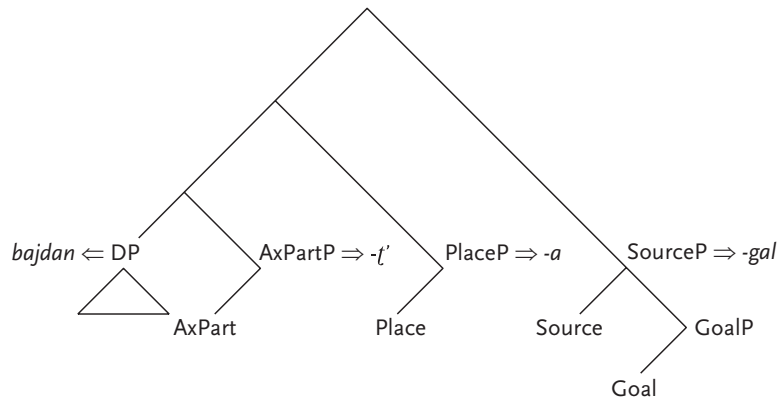 bajdan ⇐ DP AxPartP ⇒ -ţ’ PlaceP ⇒ -a SourceP ⇒ -gal
AxPart Place Source GoalP
Goal